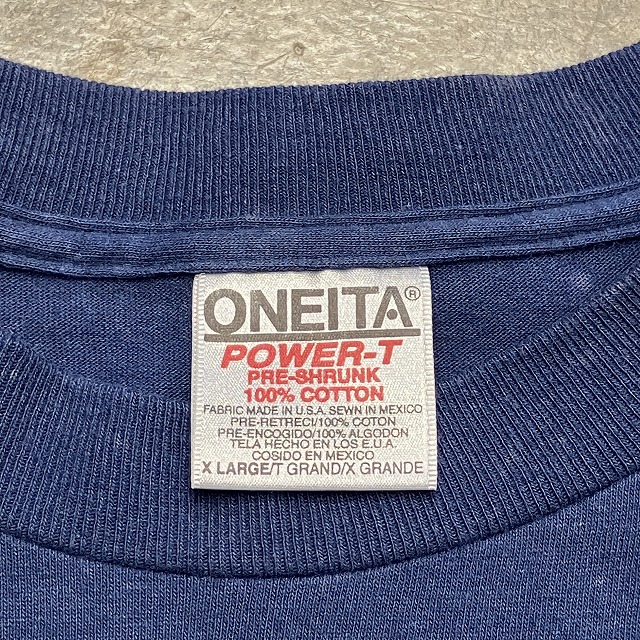 ONEITA®
POWER-T
PRE-SHRUNK
100% COTTON
FABRIC MADE IN U.S.A. SEWN IN MEXICO
PRE-RETRECI/100% COTON
PRE-ENCOGIDO/100% ALGODON
TELA HECHO EN LOS E.U.A.
COSIDO EN MEXICO
X LARGE/T GRAND/X GRANDE